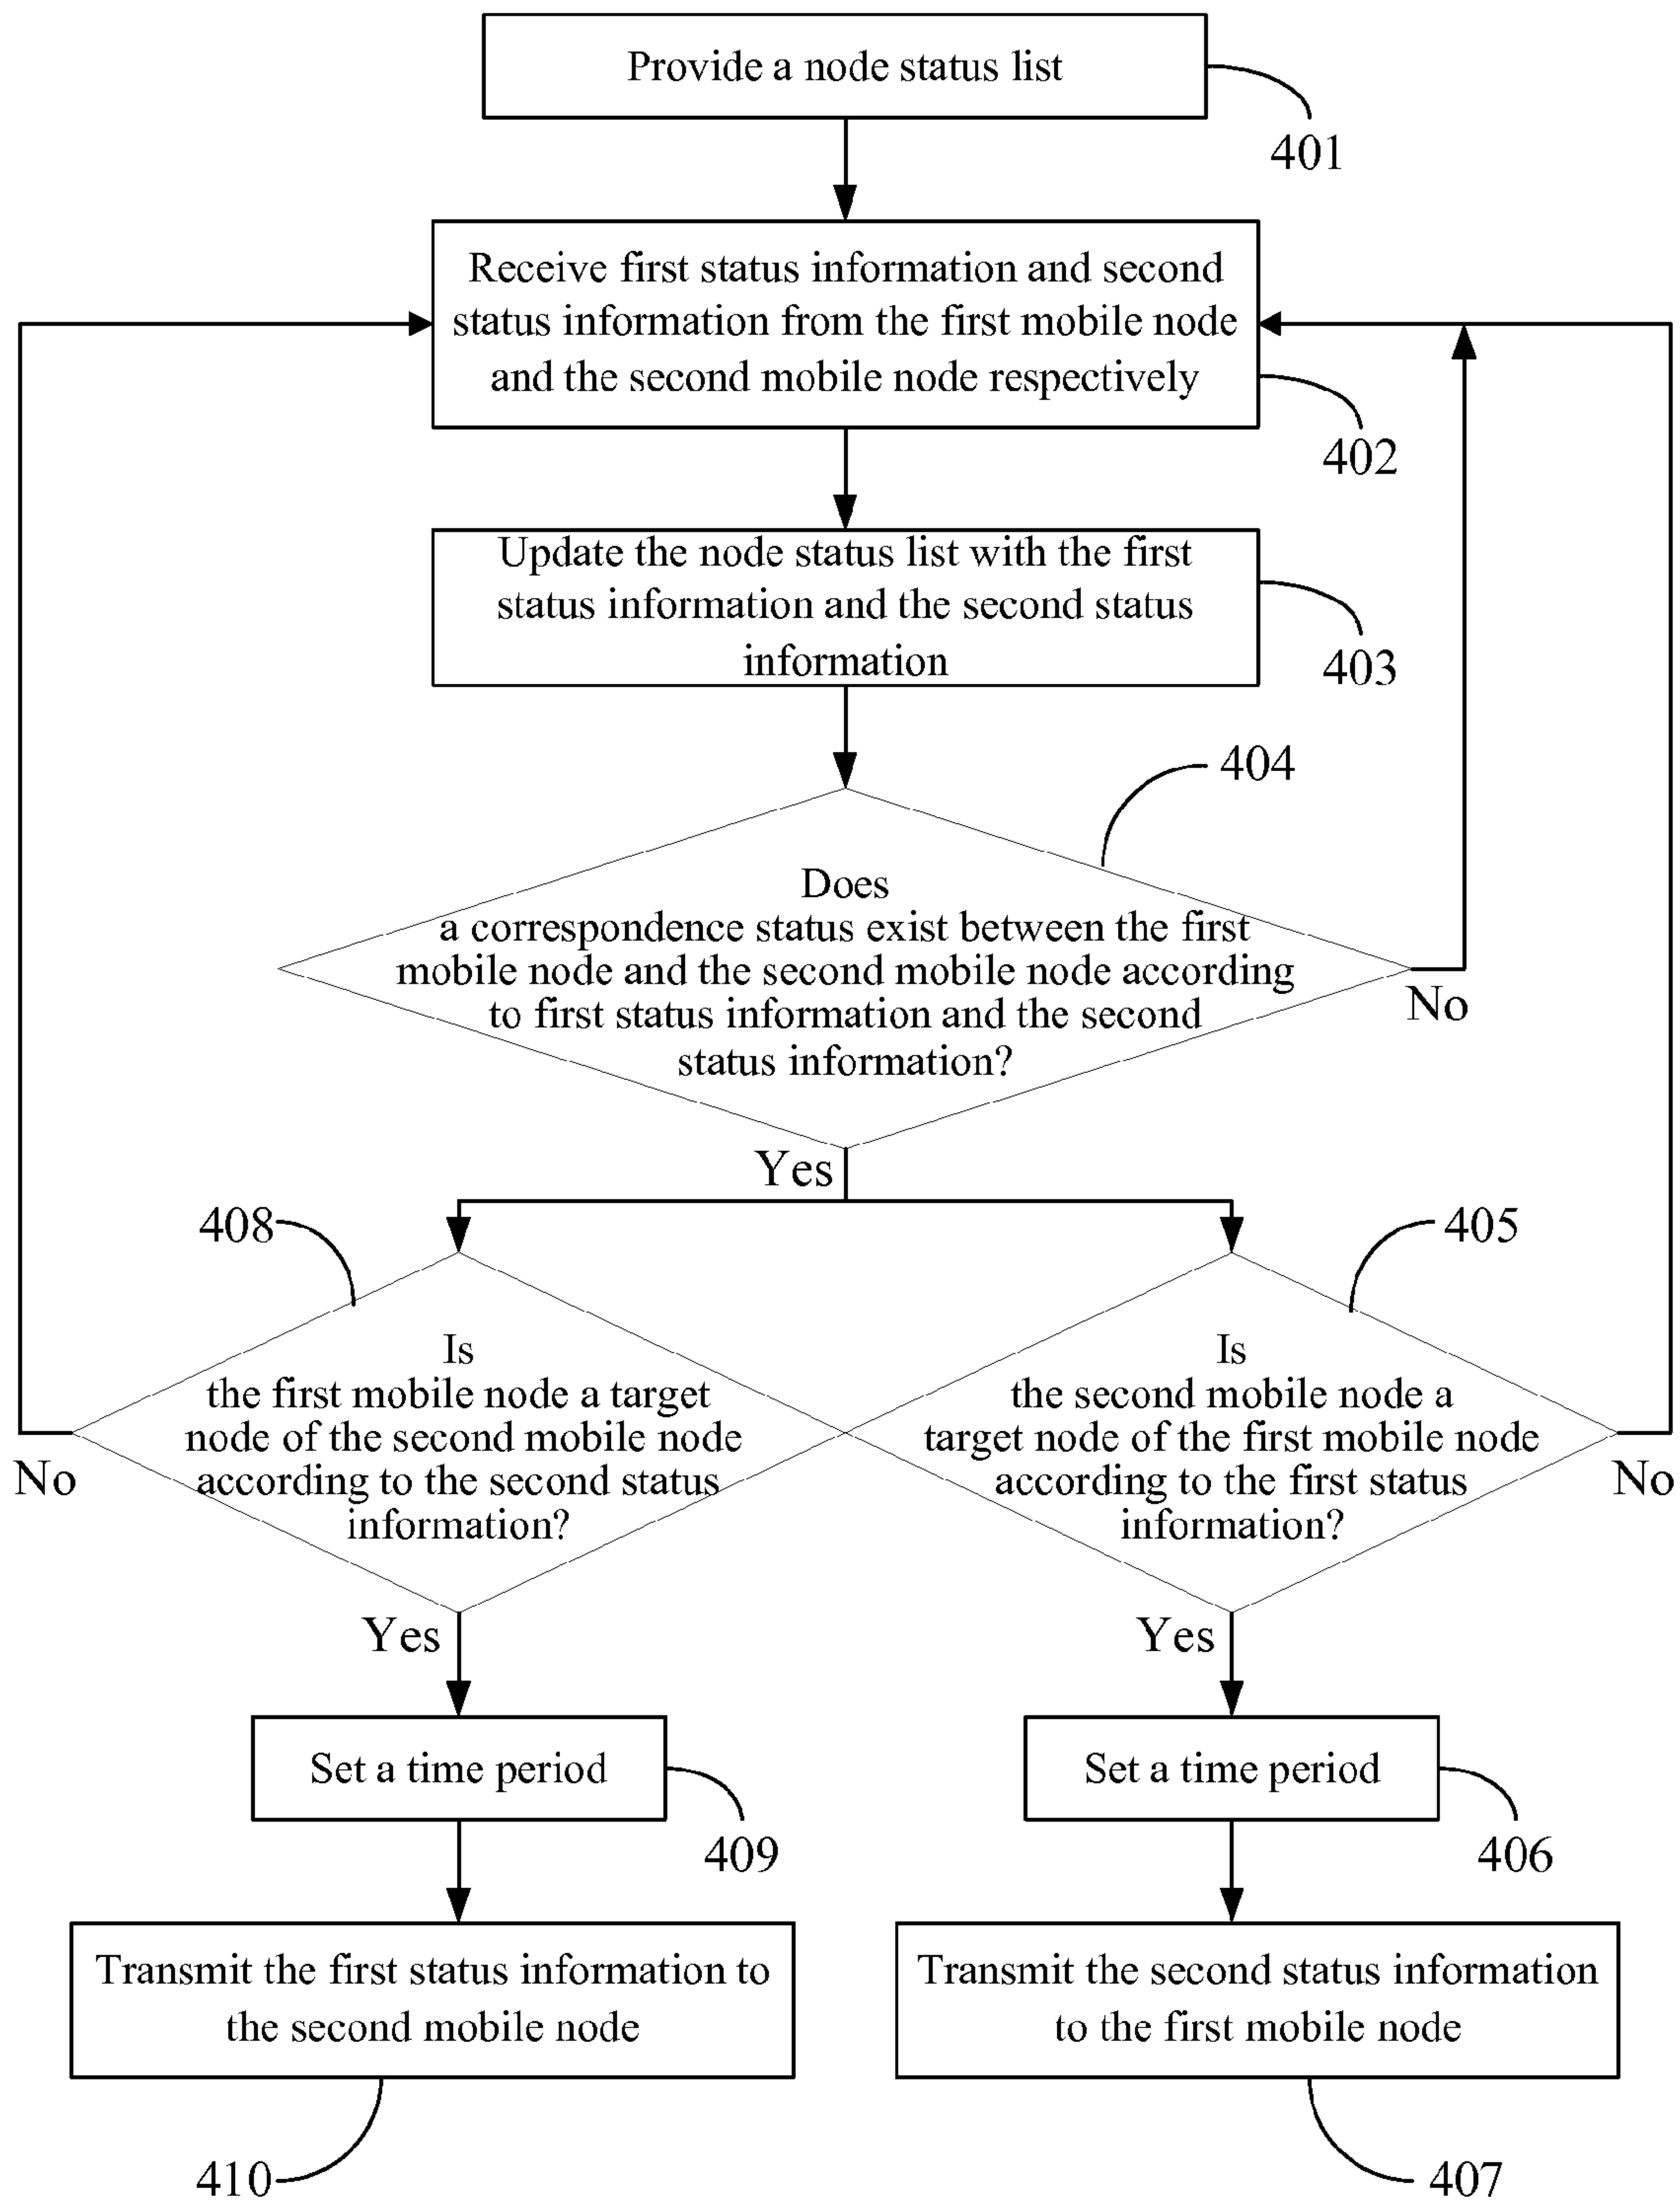 Provide a node status list
401
Receive first status information and second
status information from the first mobile node
and the second mobile node respectively
402
Update the node status list with the first
status information and the second status
information
403
404
Does
a correspondence status exist between the first
mobile node and the second mobile node according
to first status information and the second
status information?
No
Yes
408
405
Is
the first mobile node a target
node of the second mobile node
according to the second status
information?
No
Is
the second mobile node a
target node of the first mobile node
according to the first status
information?
No
Yes
Yes
Set a time period
409
Set a time period
406
Transmit the first status information to
the second mobile node
410
Transmit the second status information
to the first mobile node
407